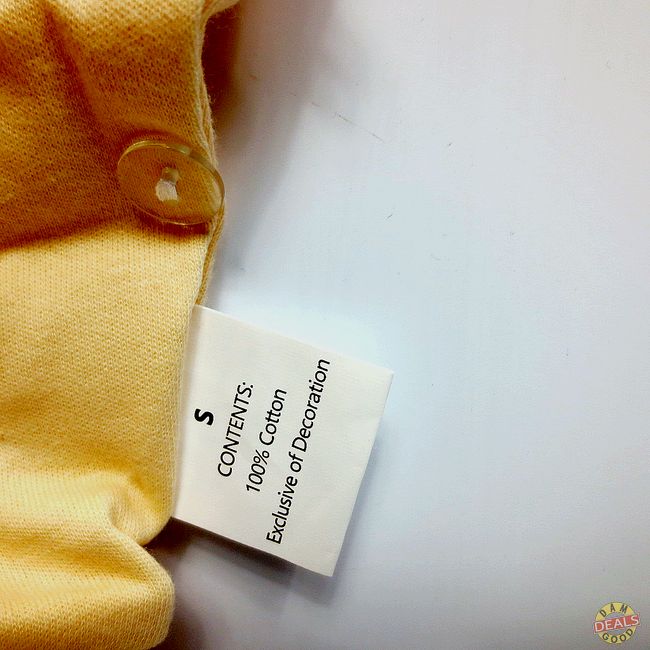 S
CONTENTS:
100% Cotton
Exclusive of Decoration
DAM
DEALS
GOOD